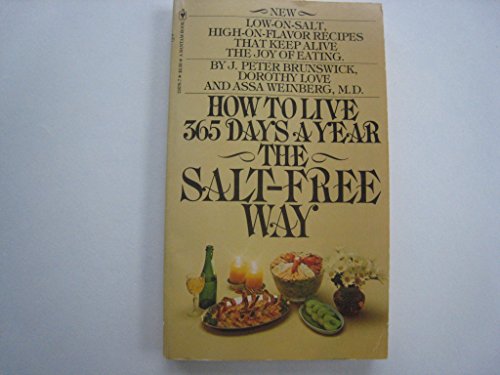 NEW
LOW-ON-SALT,
HIGH-ON-FLAVOR RECIPES
THAT KEEP ALIVE
THE JOY OF EATING.
BY J. PETER BRUNSWICK,
DOROTHY LOVE
AND ASSA WEINBERG, M.D.
HOW TO LIVE
365 DAYS A YEAR
THE
SALT-FREE
WAY